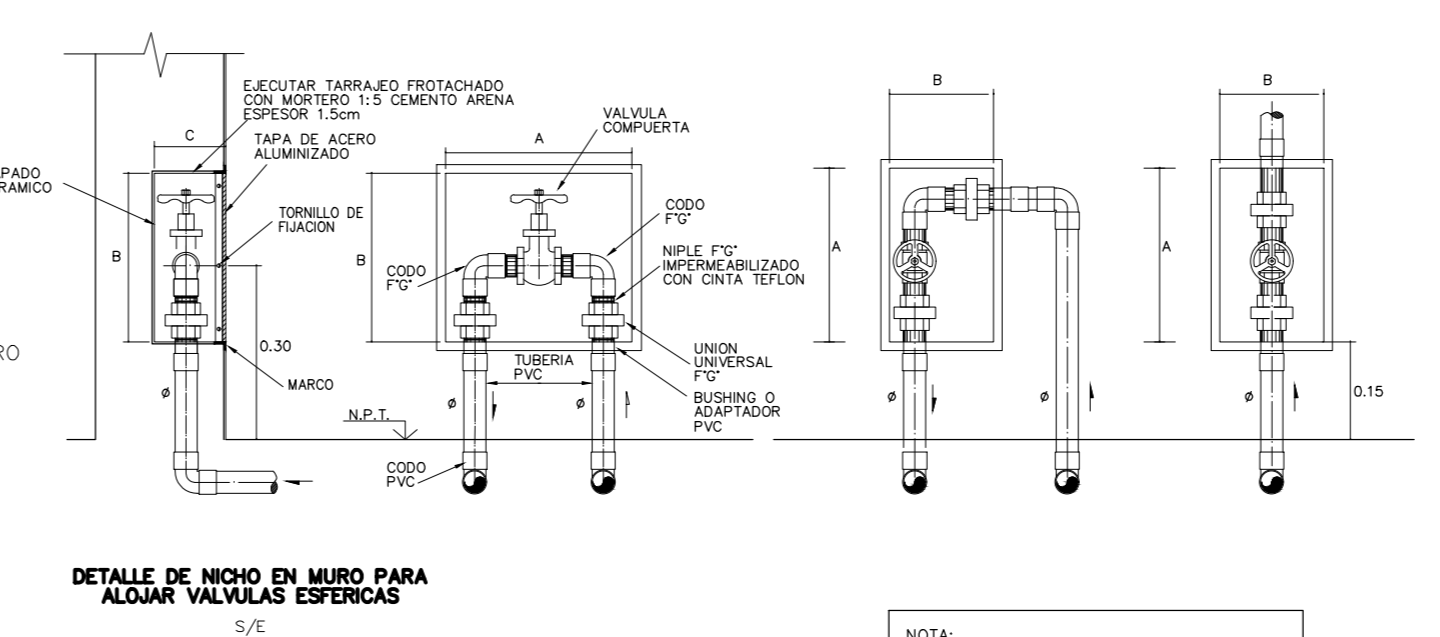 EJECUTAR TARRAJEO FROTACHADO
CON MORTERO 1:5 CEMENTO ARENA
ESPESOR 1.5cm
TAPA DE ACERO
ALUMINIZADO
C
APADO
RAMICO
B
TORNILLO DE
FIJACION
0.30
MARCO
Ø
RO
A
VALVULA
COMPUERTA
B
CODO
F°G°
CODO
F°G°
NIPLE F°G°
IMPERMEABILIZADO
CON CINTA TEFLON
UNION
UNIVERSAL
F°G°
TUBERIA
PVC
BUSHING O
ADAPTADOR
PVC
Ø
Ø
N.P.T.
CODO
PVC
B
A
Ø
Ø
B
A
Ø
0.15
DETALLE DE NICHO EN MURO PARA
ALOJAR VALVULAS ESFERICAS
S/E
NOTA: